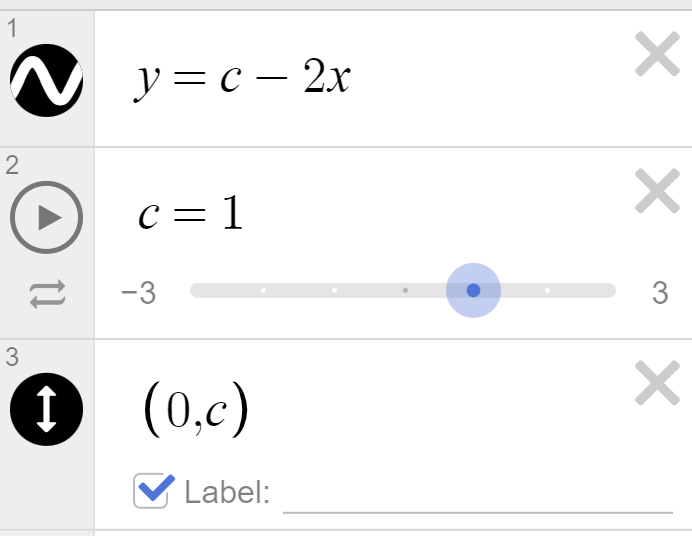 1
y = c − 2x
2
c = 1
−3 3
3
(0,c)
Label: